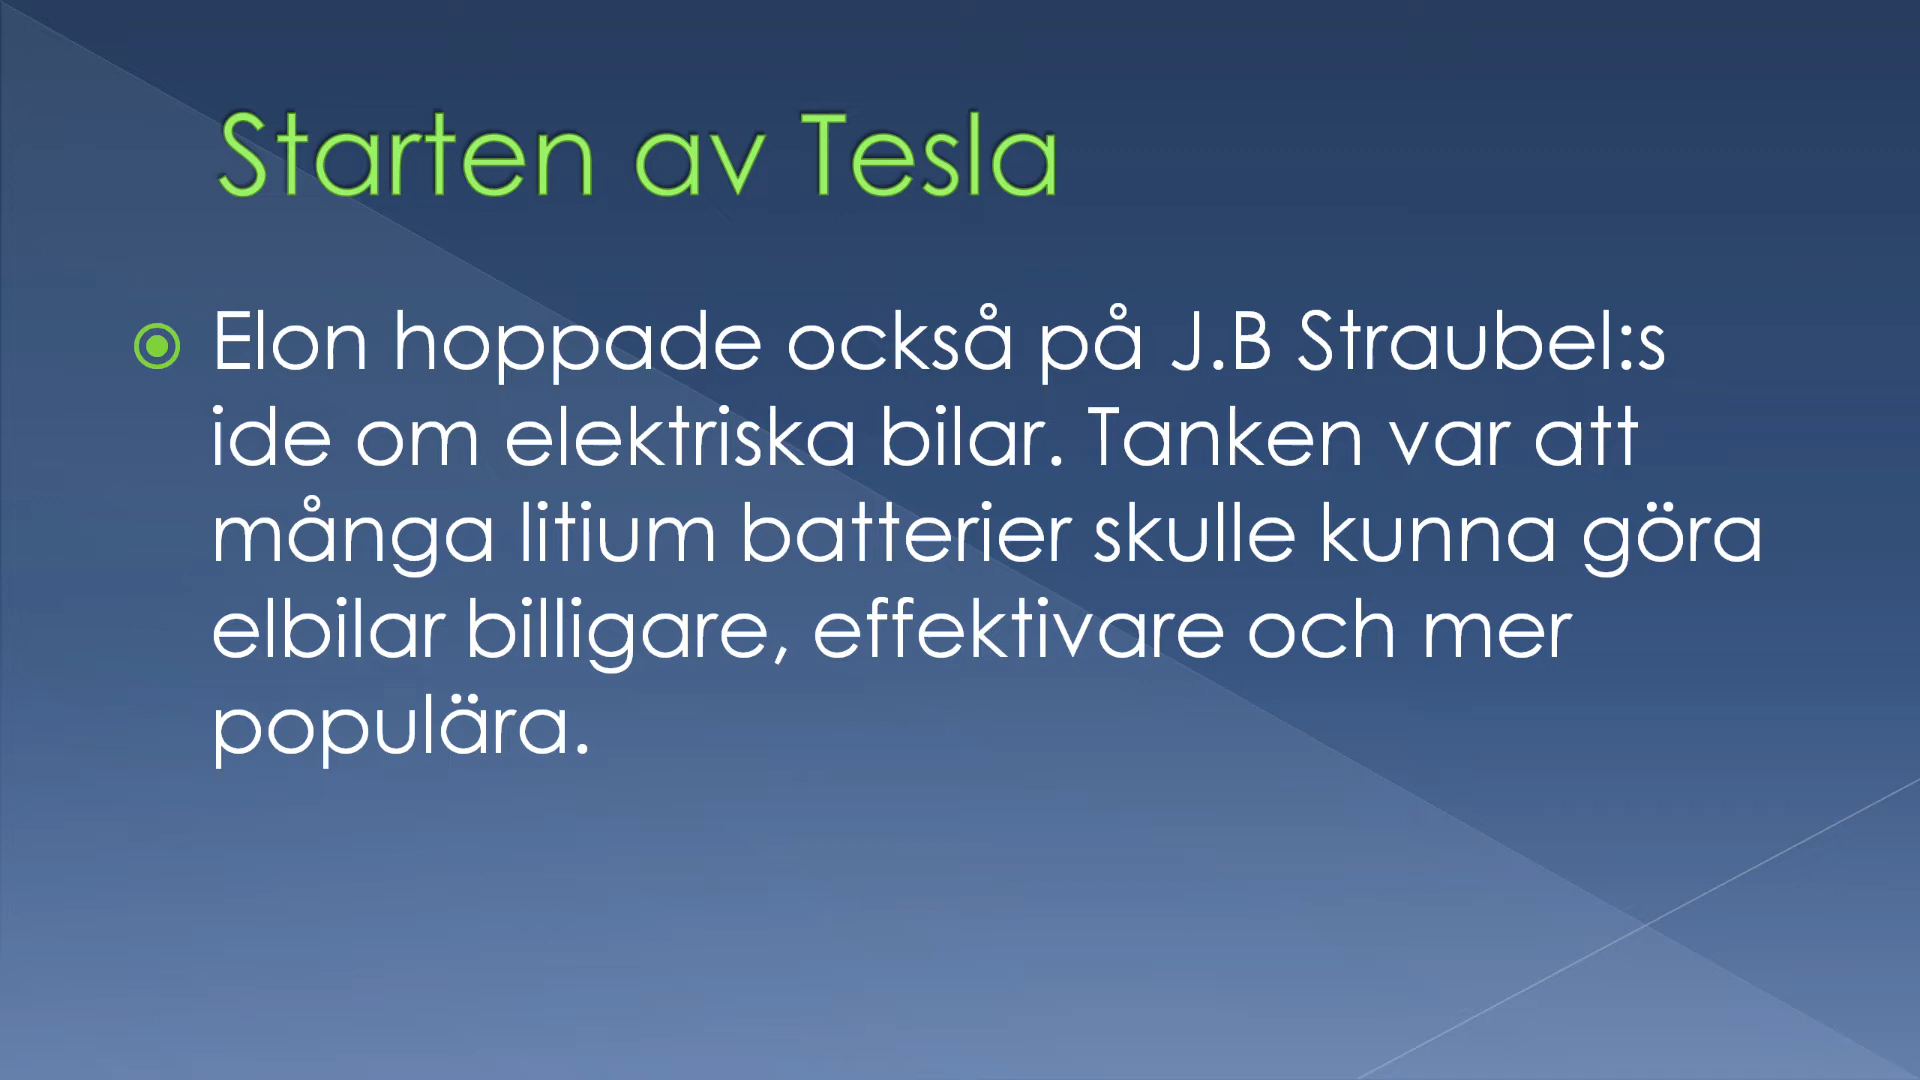 Starten av Tesla
Elon hoppade också på J.B Straubel:s
ide om elektriska bilar. Tanken var att
många litium batterier skulle kunna göra
elbilar billigare, effektivare och mer
populära.